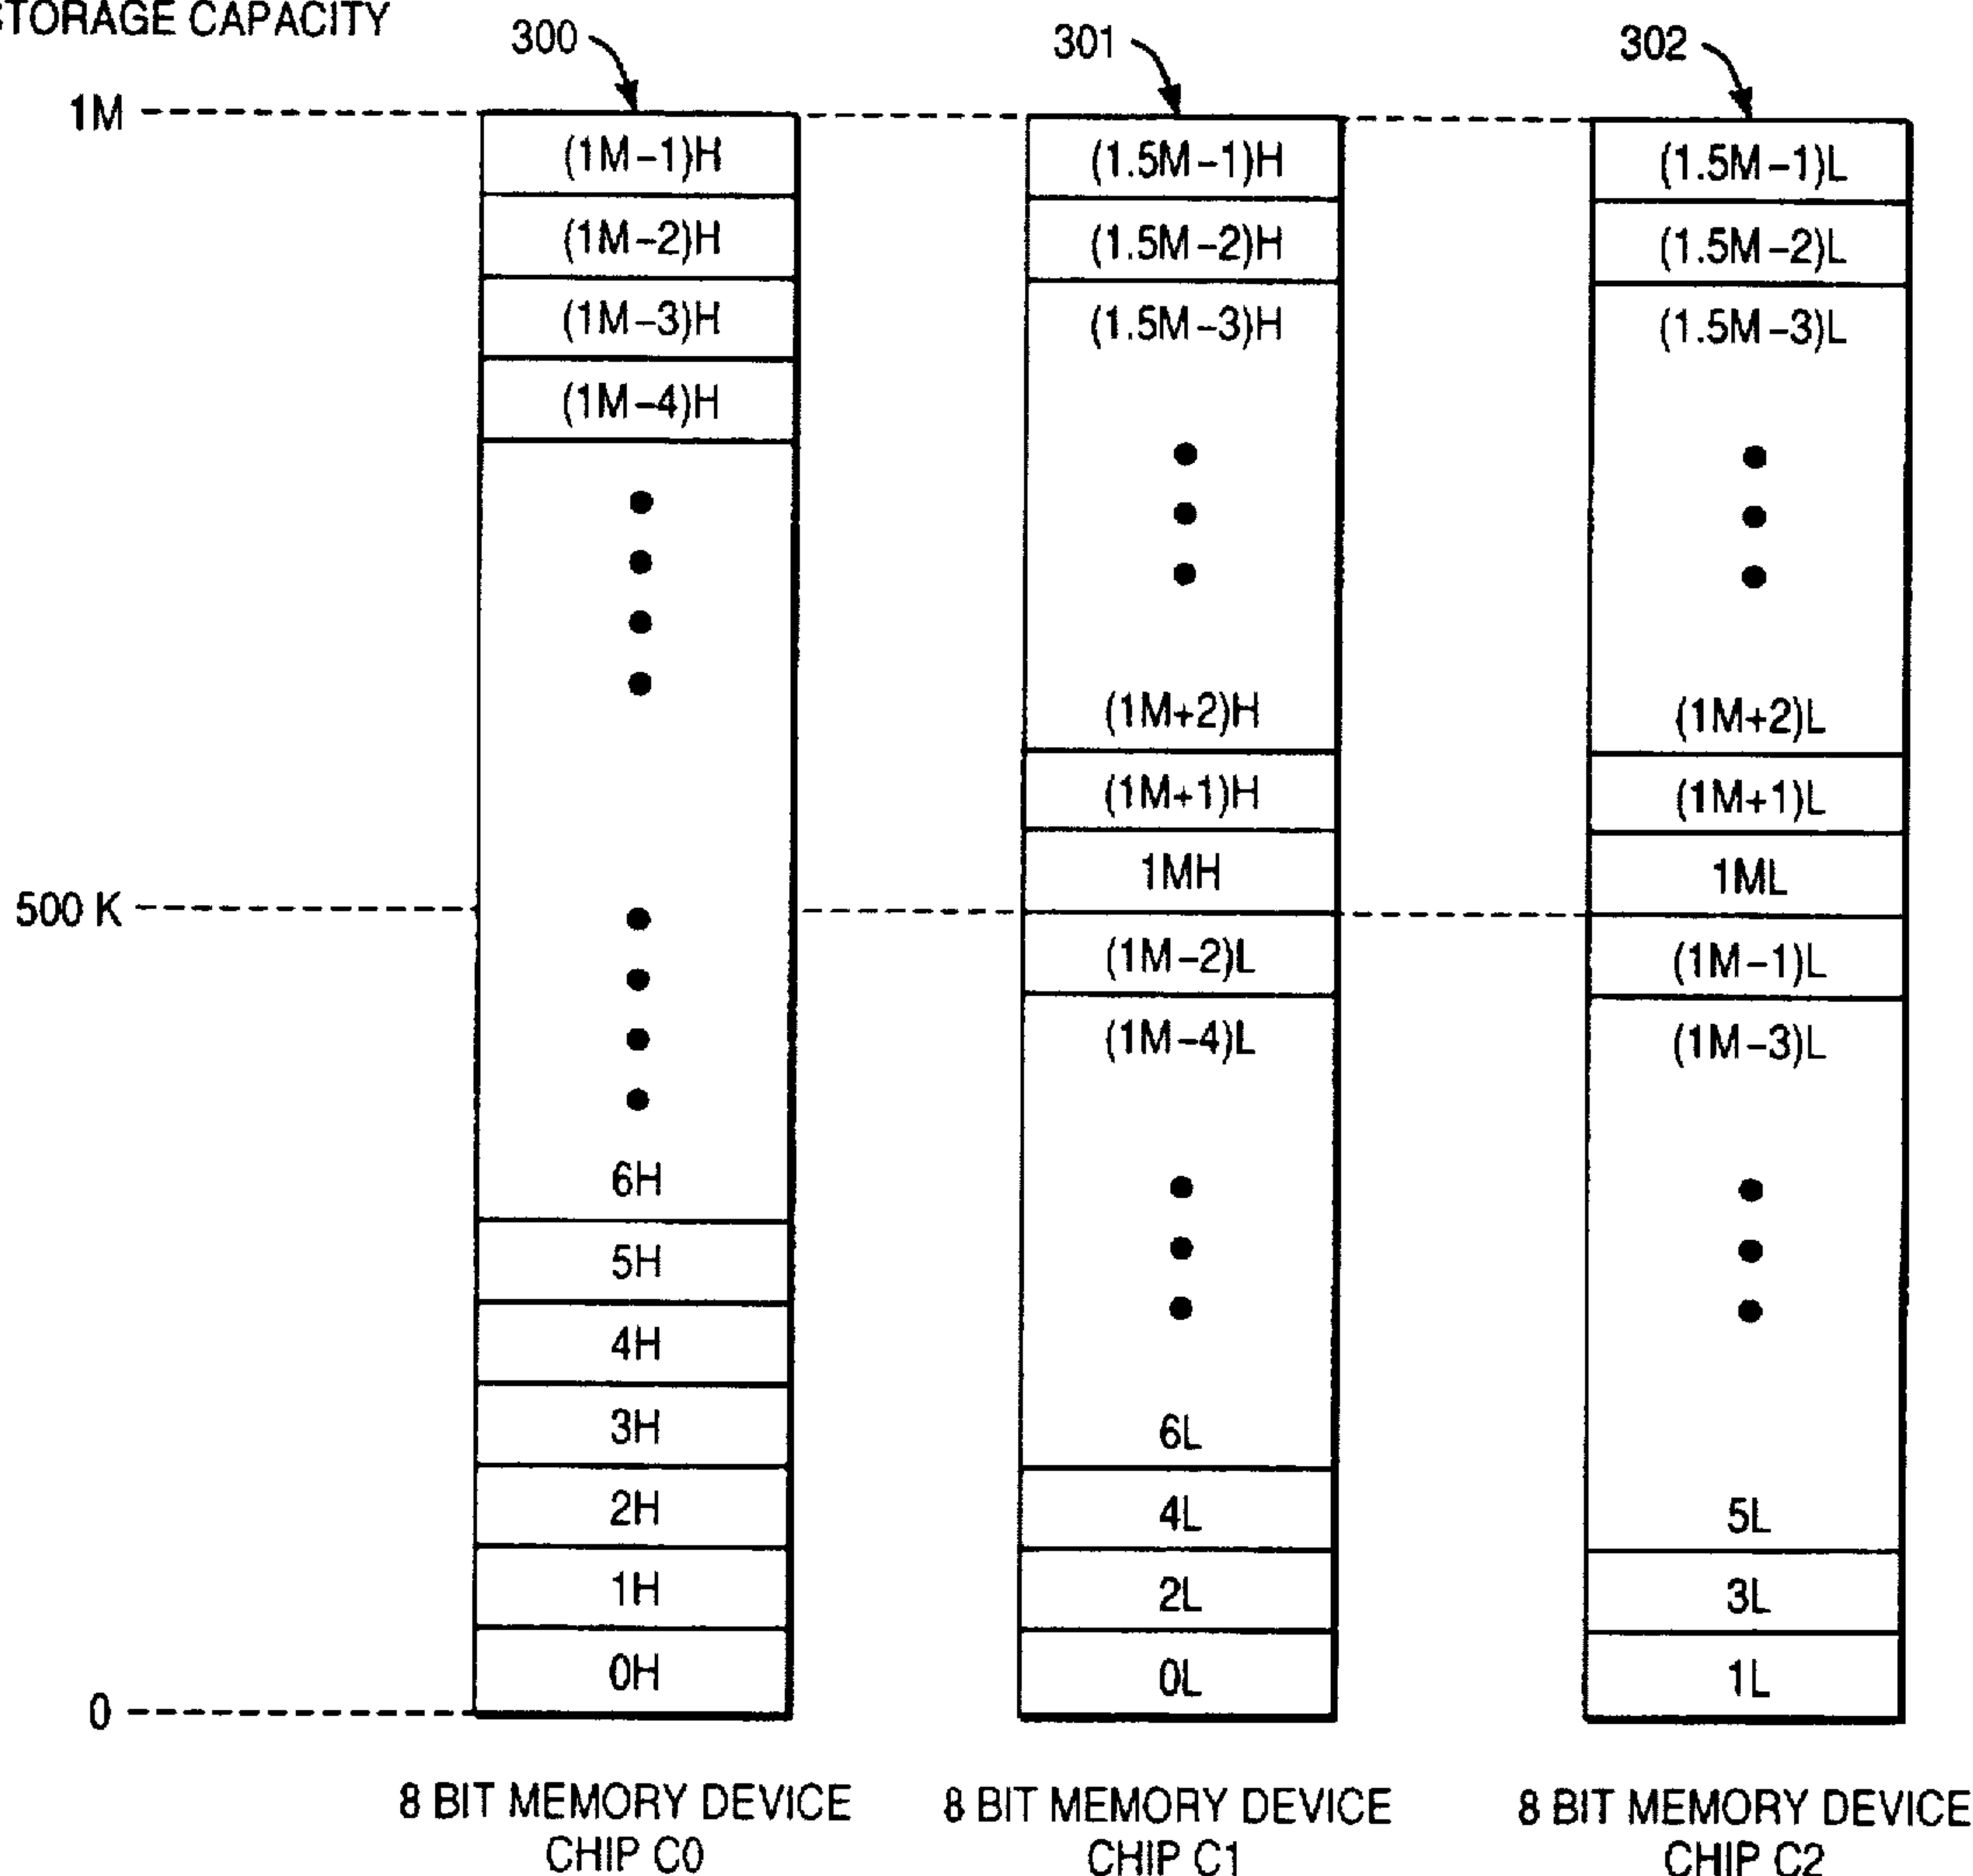 STORAGE CAPACITY
300
301
302
1M
(1M-1)H
(1M-2)H
(1M-3)H
(1M-4)H
6H
5H
4H
3H
2H
1H
0H
(1.5M-1)H
(1.5M-2)H
(1.5M-3)H
(1M+2)H
(1M+1)H
1MH
(1M-2)L
(1M-4)L
6L
4L
2L
0L
(1.5M-1)L
(1.5M-2)L
(1.5M-3)L
(1M+2)L
(1M+1)L
1ML
(1M-1)L
(1M-3)L
5L
3L
1L
500 K
0
8 BIT MEMORY DEVICE
CHIP C0
8 BIT MEMORY DEVICE
CHIP C1
8 BIT MEMORY DEVICE
CHIP C2